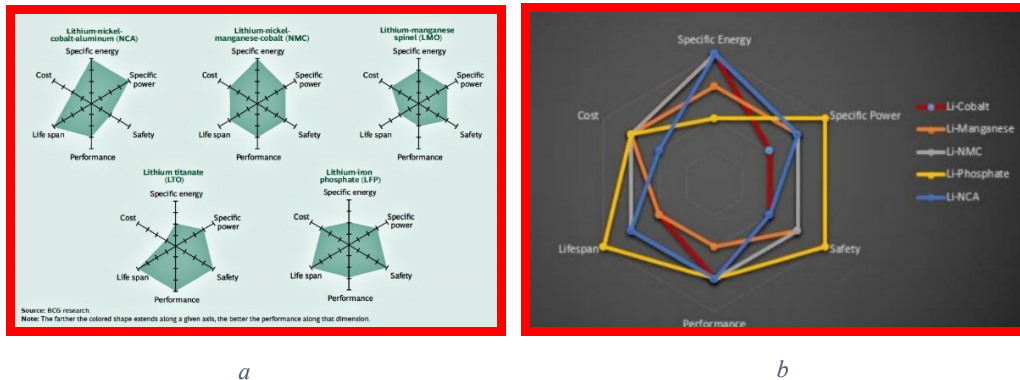 Lithium-nickel-
cobalt-aluminum (NCA)
Specific energy
Cost
Specific
power
Life span
Safety
Performance
Lithium-nickel-
manganese-cobalt (NMC)
Specific energy
Cost
Specific
power
Life span
Safety
Performance
Lithium-manganese
spinel (LMO)
Specific energy
Cost
Specific
power
Life span
Safety
Performance
Lithium titanate
(LTO)
Specific energy
Cost
Specific
power
Life span
Safety
Performance
Lithium-iron
phosphate (LFP)
Specific energy
Cost
Specific
power
Life span
Safety
Performance
Source: BCG research.
Note: The farther the colored shape extends along a given axis, the better the performance along that dimension.
a
Specific Energy
Cost
Specific Power
Lifespan
Safety
Performance
Li-Cobalt
Li-Manganese
Li-NMC
Li-Phosphate
Li-NCA
b